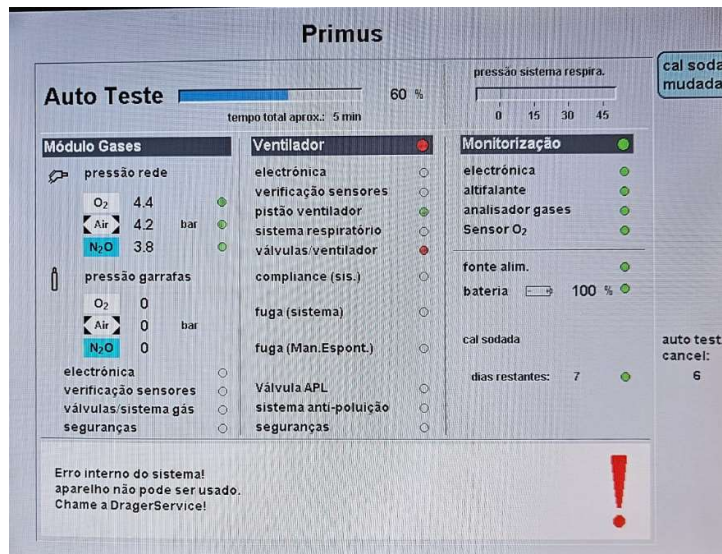 Primus
Auto Teste
60 %
tempo total aprox.: 5 min
pressão sistema respira.
0 15 30 45
cal soda
mudada
Módulo Gases
pressão rede
O₂ 4.4
Air 4.2 bar
N₂O 3.8
pressão garrafas
O₂ 0
Air 0 bar
N₂O 0
electrónica
verificação sensores
válvulas/sistema gás
seguranças
Ventilador
electrónica
verificação sensores
pistão ventilador
sistema respiratório
válvulas/ventilador
compliance (sis.)
fuga (sistema)
fuga (Man.Espont.)
Válvula APL
sistema anti-poluição
seguranças
Monitorização
electrónica
altifalante
analisador gases
Sensor O₂
fonte alim.
bateria 100 %
cal sodada
dias restantes: 7
auto test
cancel:
6
Erro interno do sistema!
aparelho não pode ser usado.
Chame a DragerService!